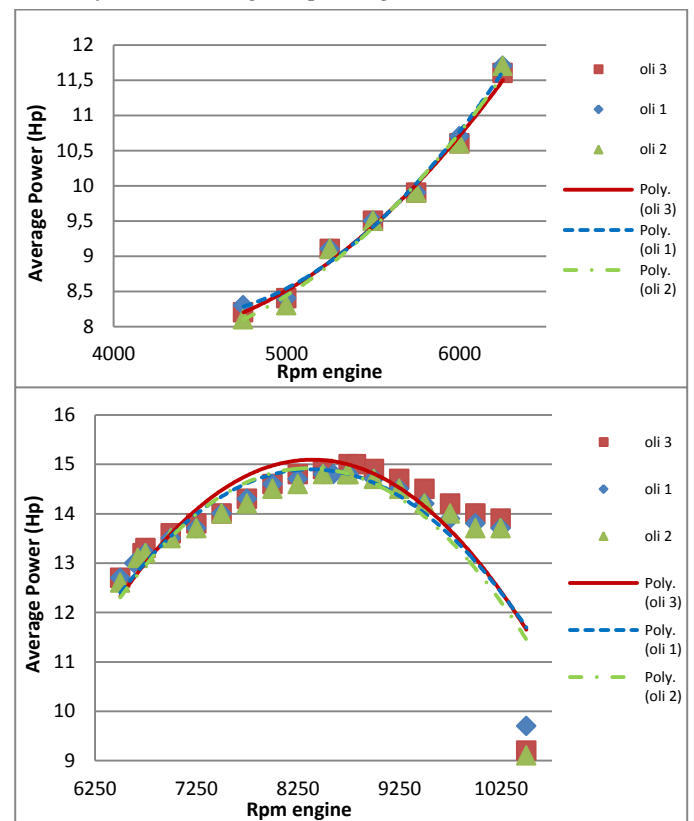 12
11,5
11
10,5
10
9,5
9
8,5
8
Average Power (Hp)
4000 5000 6000
Rpm engine
oli 3
oli 1
oli 2
Poly.
(oli 3)
Poly.
(oli 1)
Poly.
(oli 2)
16
15
14
13
12
11
10
9
Average Power (Hp)
6250 7250 8250 9250 10250
Rpm engine
oli 3
oli 1
oli 2
Poly.
(oli 3)
Poly.
(oli 1)
Poly.
(oli 2)